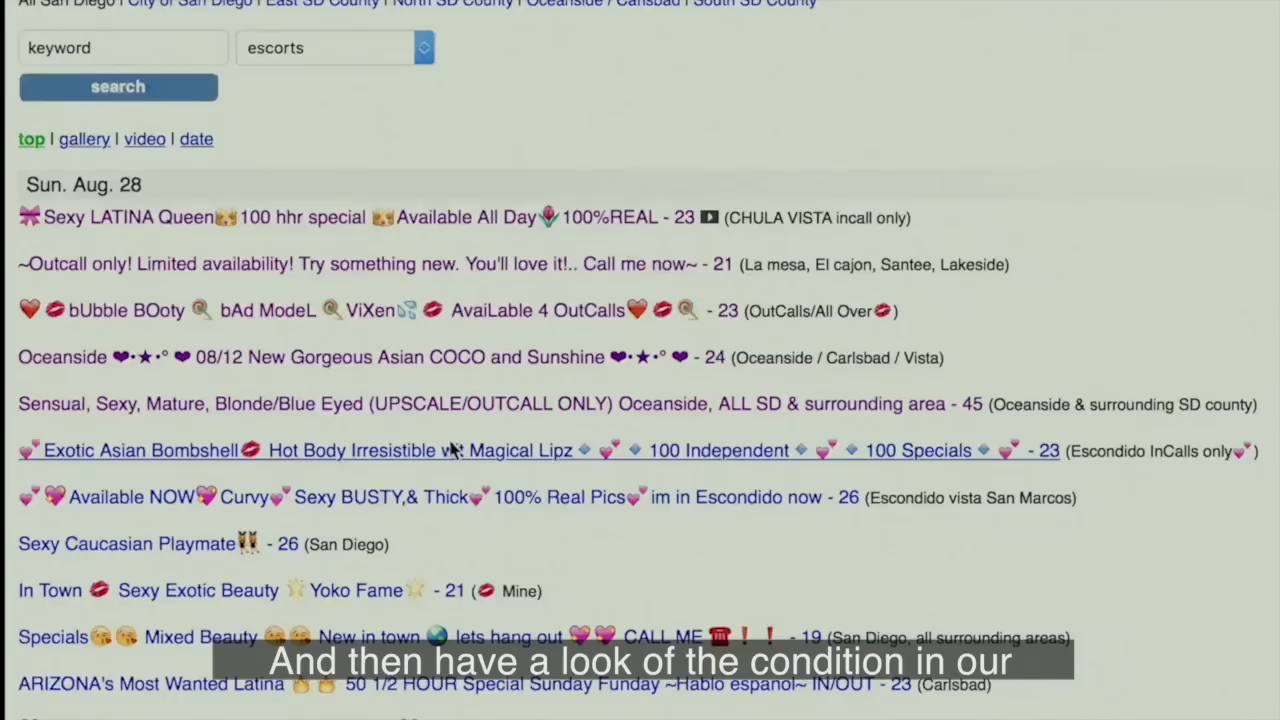 All San Diego | City of San Diego | East SD County | North SD County | Oceanside / Carlsbad | South SD County
keyword escorts
search
top | gallery | video | date
Sun. Aug. 28
🎀Sexy LATINA Queen👑100 hhr special 👑Available All Day🌷100%REAL - 23 (CHULA VISTA incall only)
~Outcall only! Limited availability! Try something new. You'll love it!.. Call me now~ - 21 (La mesa, El cajon, Santee, Lakeside)
❤️💋bUbble BOoty 🍭 bAd ModeL 🍭ViXen💦💋 AvaiLable 4 OutCalls❤️💋🍭 - 23 (OutCalls/All Over💋)
Oceanside ❤•★•° ❤ 08/12 New Gorgeous Asian COCO and Sunshine ❤•★•° ❤ - 24 (Oceanside / Carlsbad / Vista)
Sensual, Sexy, Mature, Blonde/Blue Eyed (UPSCALE/OUTCALL ONLY) Oceanside, ALL SD & surrounding area - 45 (Oceanside & surrounding SD county)
💕Exotic Asian Bombshell💋 Hot Body Irresistible Magical Lipz🔹💕🔹100 Independent🔹💕🔹100 Specials🔹💕 - 23 (Escondido InCalls only💕)
💕💖Available NOW💖Curvy💕Sexy BUSTY,& Thick💕100% Real Pics💕im in Escondido now - 26 (Escondido vista San Marcos)
Sexy Caucasian Playmate👯 - 26 (San Diego)
In Town 💋 Sexy Exotic Beauty 🌟Yoko Fame🌟 - 21 (💋 Mine)
Specials😘😘 Mixed Beauty 😘😘 New in town 🌏 lets hang out 💖💖 CALL ME ☎️❗❗ - 19 (San Diego, all surrounding areas)
And then have a look of the condition in our
ARIZONA's Most Wanted Latina 🔥🔥 50 1/2 HOUR Special Sunday Funday ~Hablo espanol~ IN/OUT - 23 (Carlsbad)